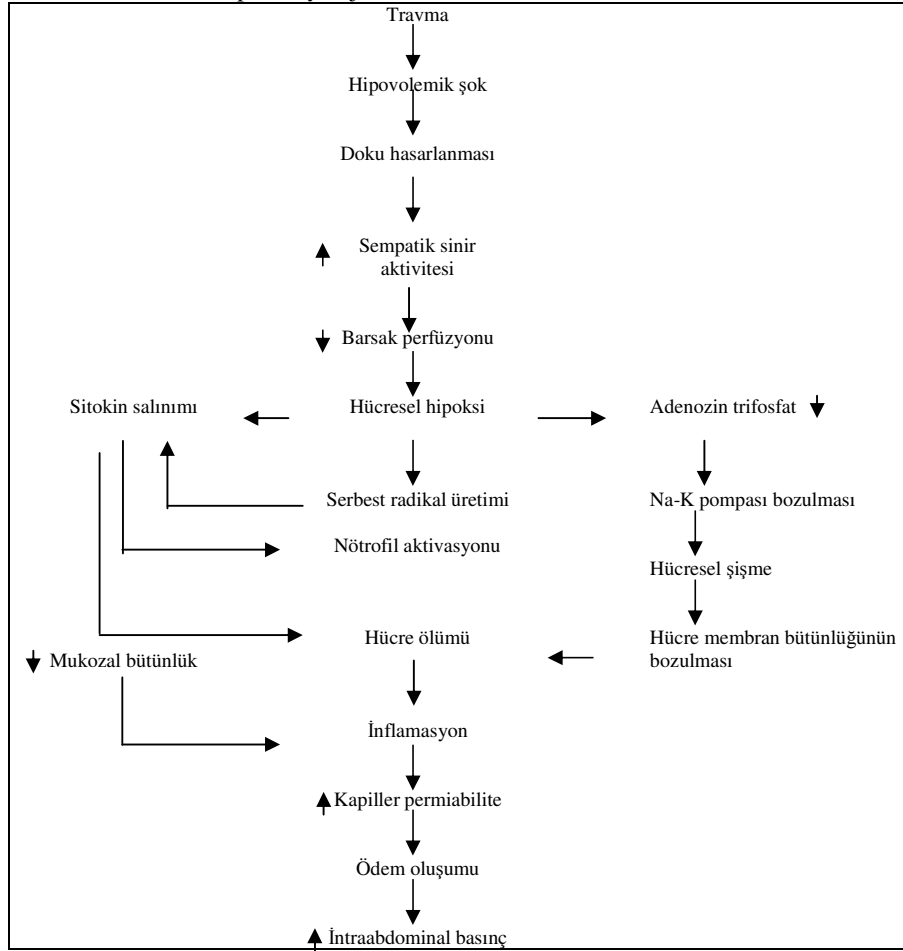 Travma
Hipovolemik şok
Doku hasarlanması
Sempatik sinir
aktivitesi
Barsak perfüzyonu
Sitokin salınımı
Hücresel hipoksi
Adenozin trifosfat
Serbest radikal üretimi
Na-K pompası bozulması
Nötrofil aktivasyonu
Hücresel şişme
Hücre ölümü
Hücre membran bütünlüğünün
bozulması
Mukozal bütünlük
İnflamasyon
Kapiller permiabilite
Ödem oluşumu
İntraabdominal basınç